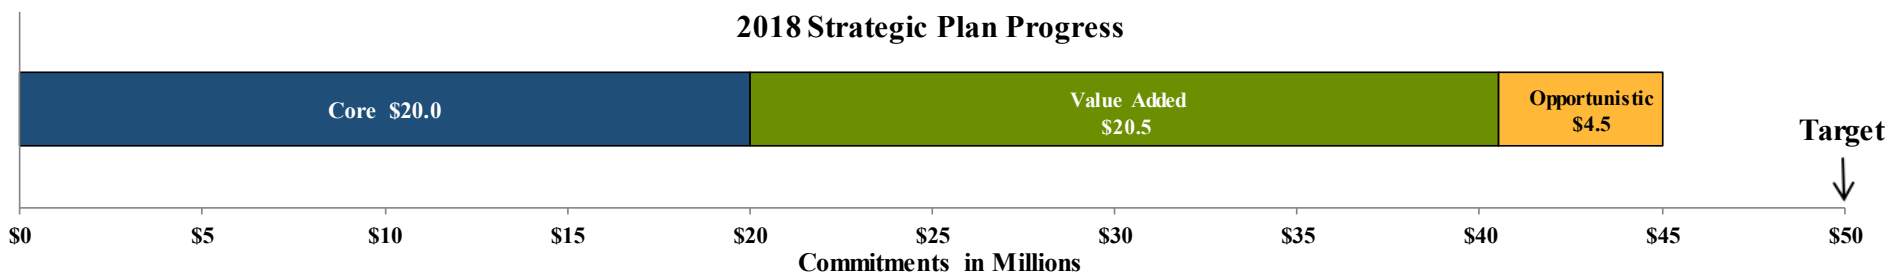 2018 Strategic Plan Progress
Core $20.0
Value Added
$20.5
Opportunistic
$4.5
Target
$0 $5 $10 $15 $20 $25 $30 $35 $40 $45 $50
Commitments in Millions